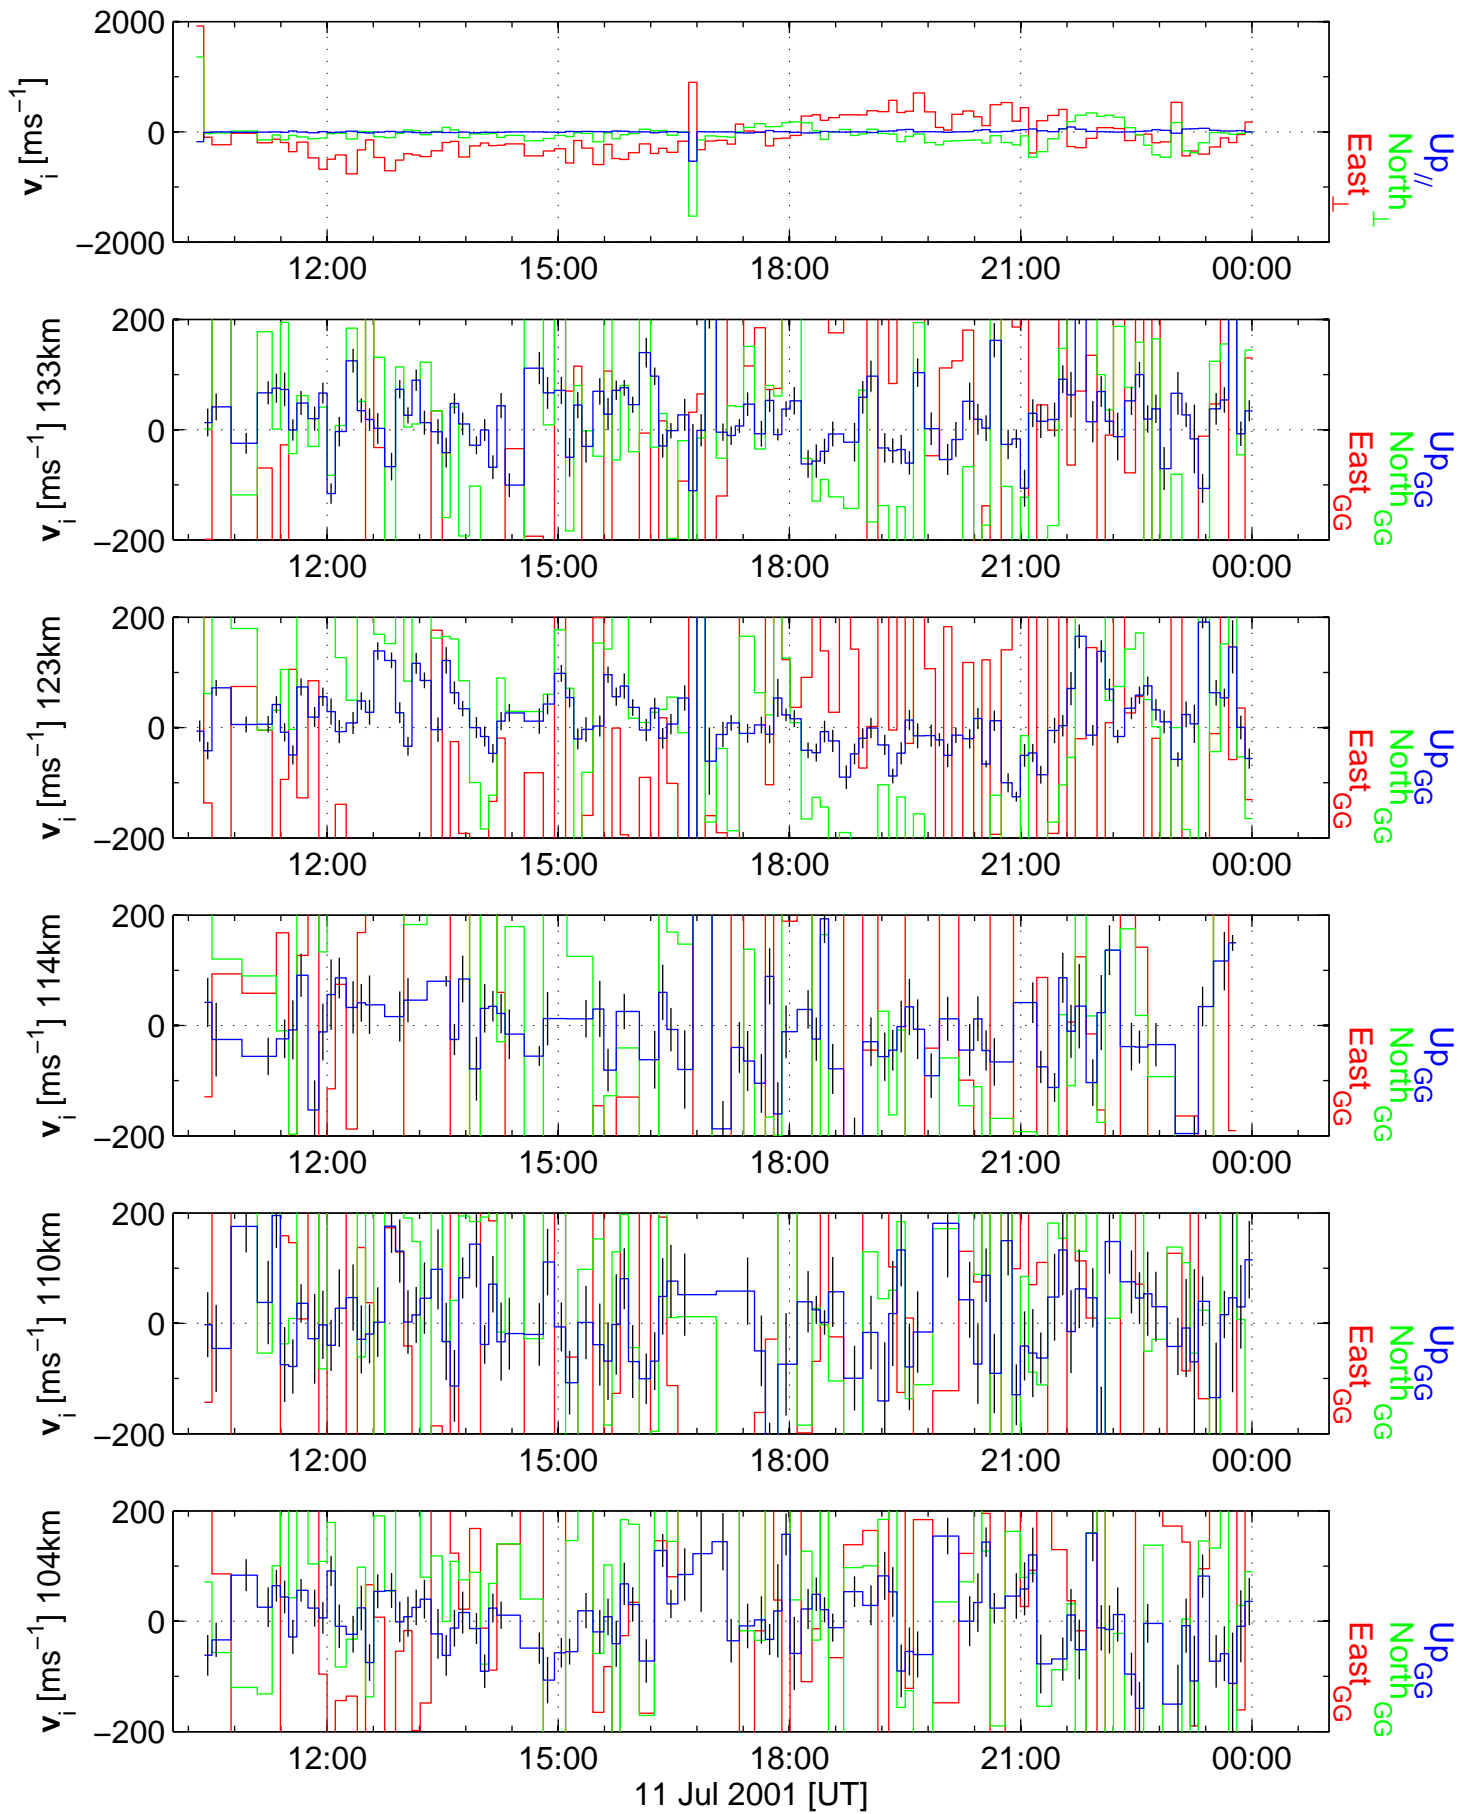 2000
0
−2000
v_i [ms⁻¹]
12:00 15:00 18:00 21:00 00:00
East_⊥
North_⊥
Up_//
200
0
−200
v_i [ms⁻¹] 133km
12:00 15:00 18:00 21:00 00:00
East_GG
North_GG
Up_GG
200
0
−200
v_i [ms⁻¹] 123km
12:00 15:00 18:00 21:00 00:00
East_GG
North_GG
Up_GG
200
0
−200
v_i [ms⁻¹] 114km
12:00 15:00 18:00 21:00 00:00
East_GG
North_GG
Up_GG
200
0
−200
v_i [ms⁻¹] 110km
12:00 15:00 18:00 21:00 00:00
East_GG
North_GG
Up_GG
200
0
−200
v_i [ms⁻¹] 104km
12:00 15:00 18:00 21:00 00:00
East_GG
North_GG
Up_GG
11 Jul 2001 [UT]